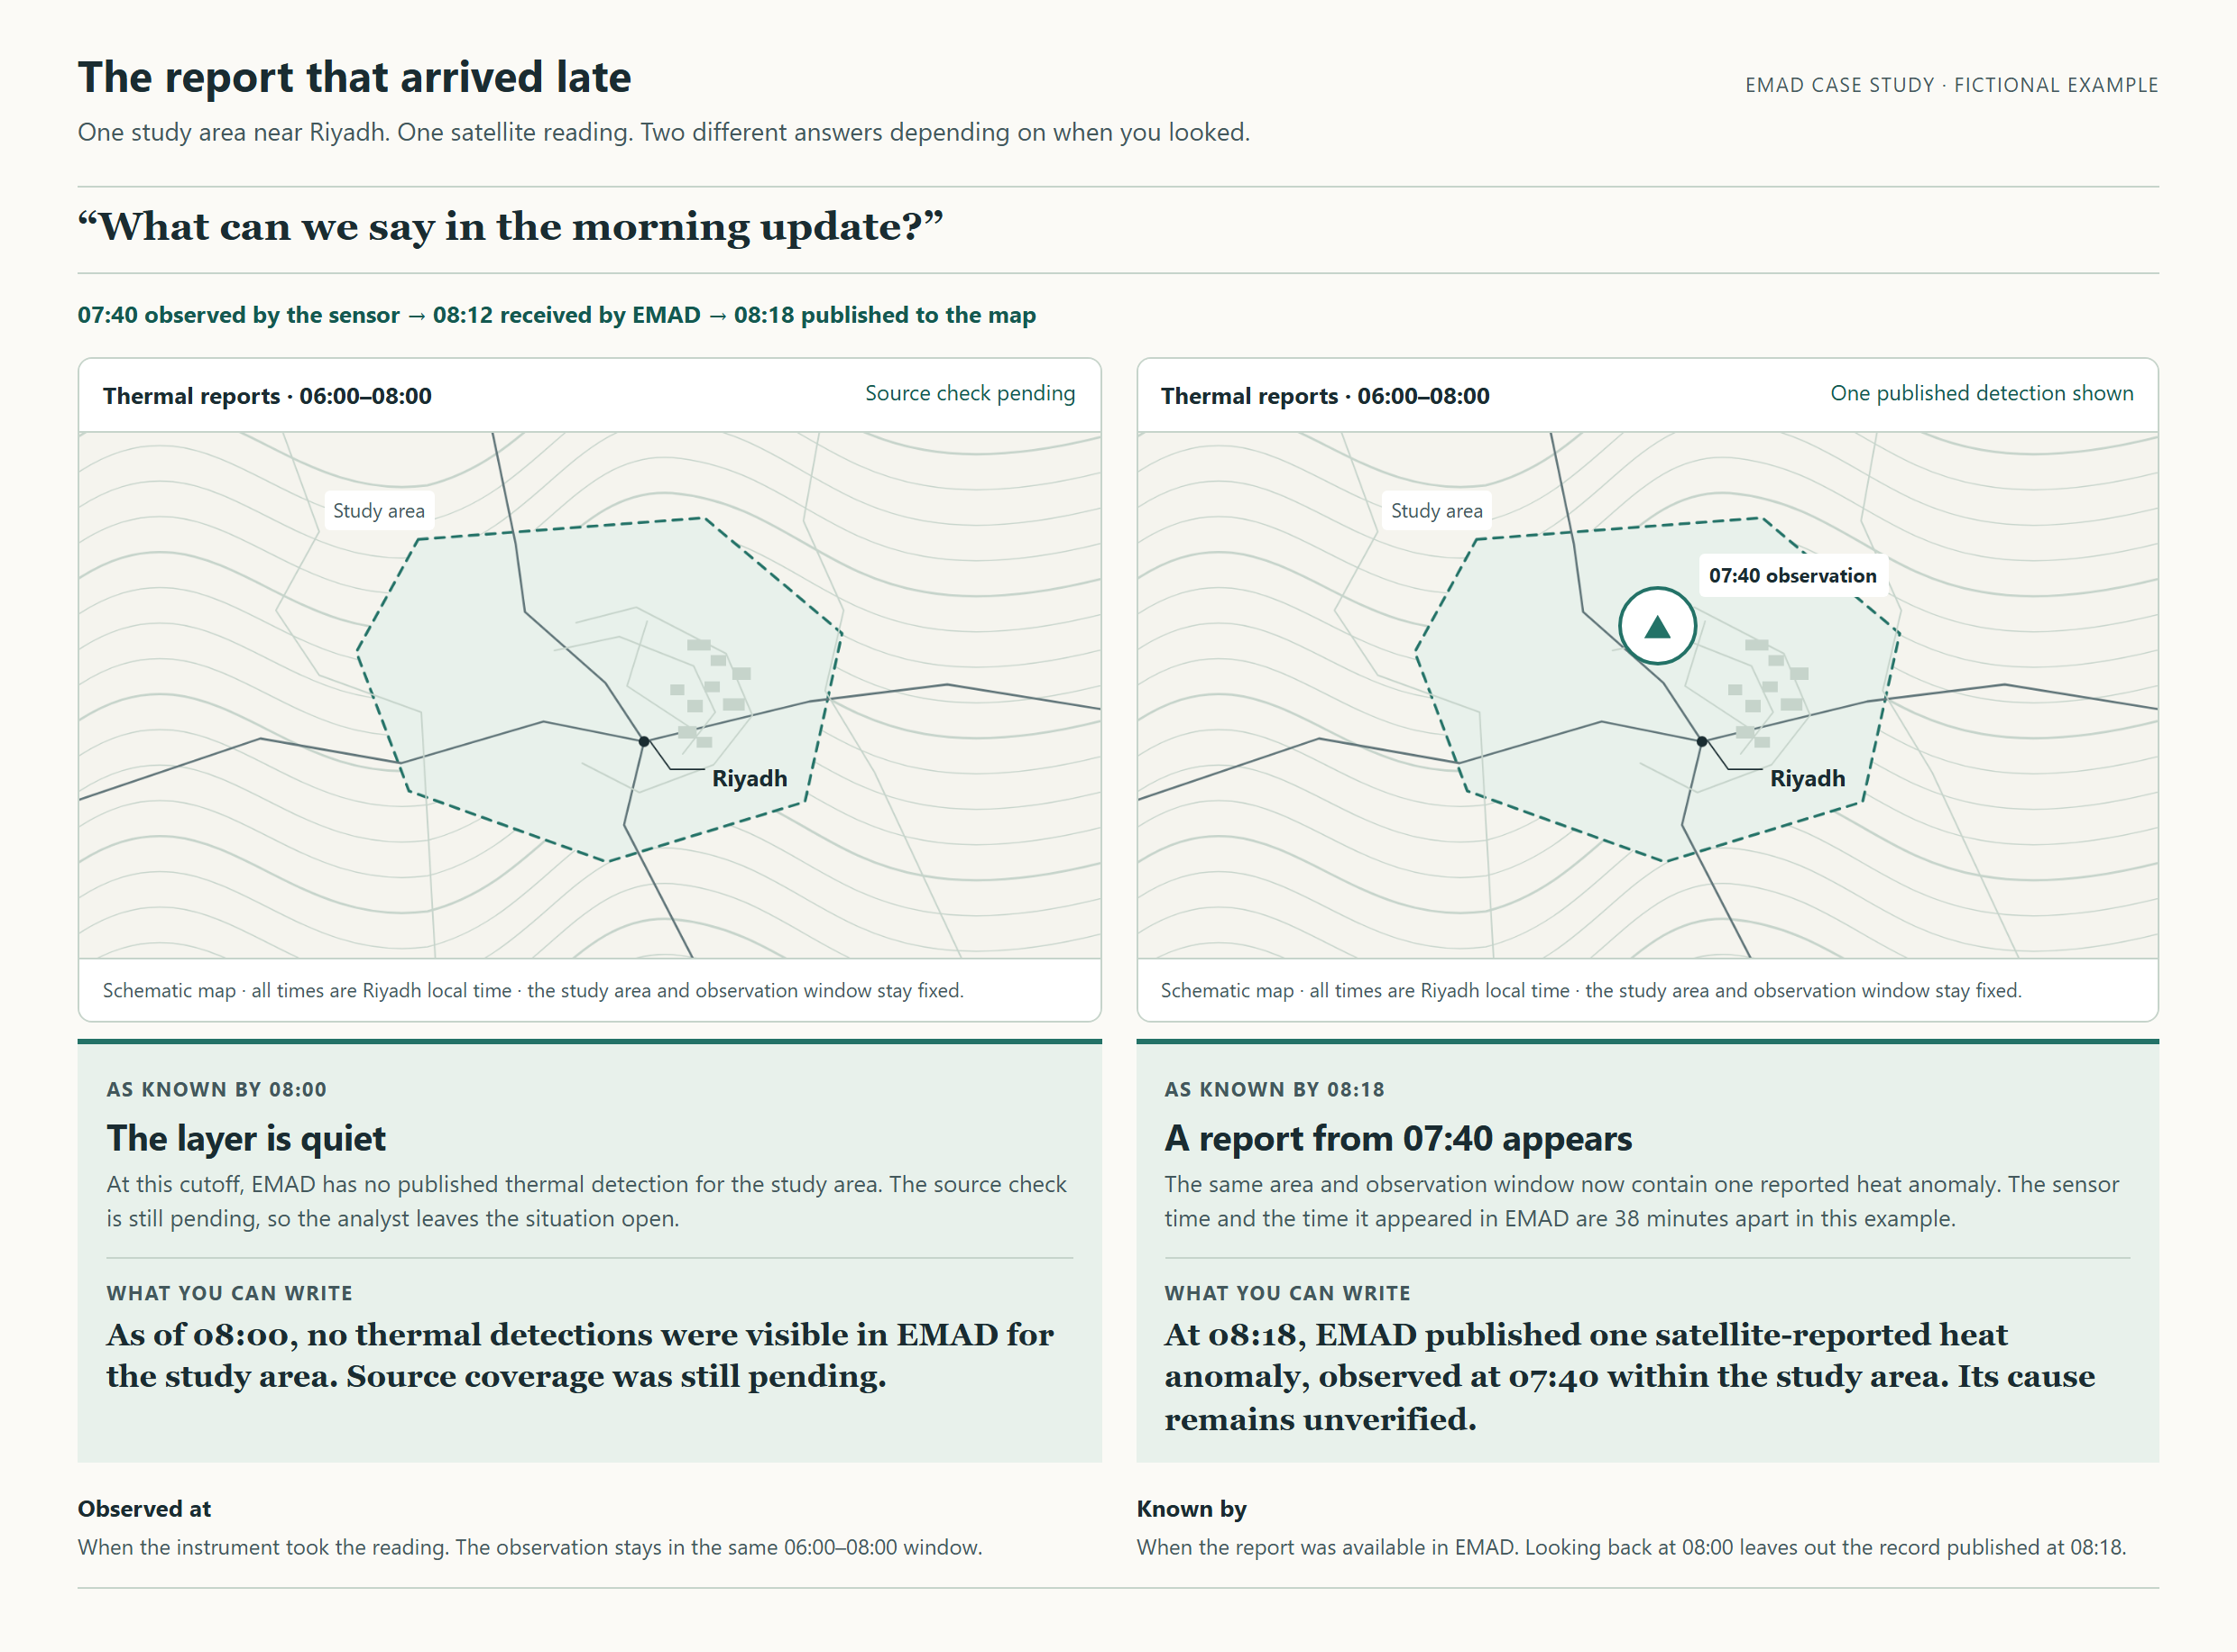 The report that arrived late
EMAD CASE STUDY · FICTIONAL EXAMPLE
One study area near Riyadh. One satellite reading. Two different answers depending on when you looked.
“What can we say in the morning update?”
07:40 observed by the sensor → 08:12 received by EMAD → 08:18 published to the map
Thermal reports · 06:00–08:00
Source check pending
Study area
Riyadh
Schematic map · all times are Riyadh local time · the study area and observation window stay fixed.
Thermal reports · 06:00–08:00
One published detection shown
Study area
07:40 observation
Riyadh
Schematic map · all times are Riyadh local time · the study area and observation window stay fixed.
AS KNOWN BY 08:00
The layer is quiet
At this cutoff, EMAD has no published thermal detection for the study area. The source check
is still pending, so the analyst leaves the situation open.
WHAT YOU CAN WRITE
As of 08:00, no thermal detections were visible in EMAD for
the study area. Source coverage was still pending.
AS KNOWN BY 08:18
A report from 07:40 appears
The same area and observation window now contain one reported heat anomaly. The sensor
time and the time it appeared in EMAD are 38 minutes apart in this example.
WHAT YOU CAN WRITE
At 08:18, EMAD published one satellite-reported heat
anomaly, observed at 07:40 within the study area. Its cause
remains unverified.
Observed at
When the instrument took the reading. The observation stays in the same 06:00–08:00 window.
Known by
When the report was available in EMAD. Looking back at 08:00 leaves out the record published at 08:18.